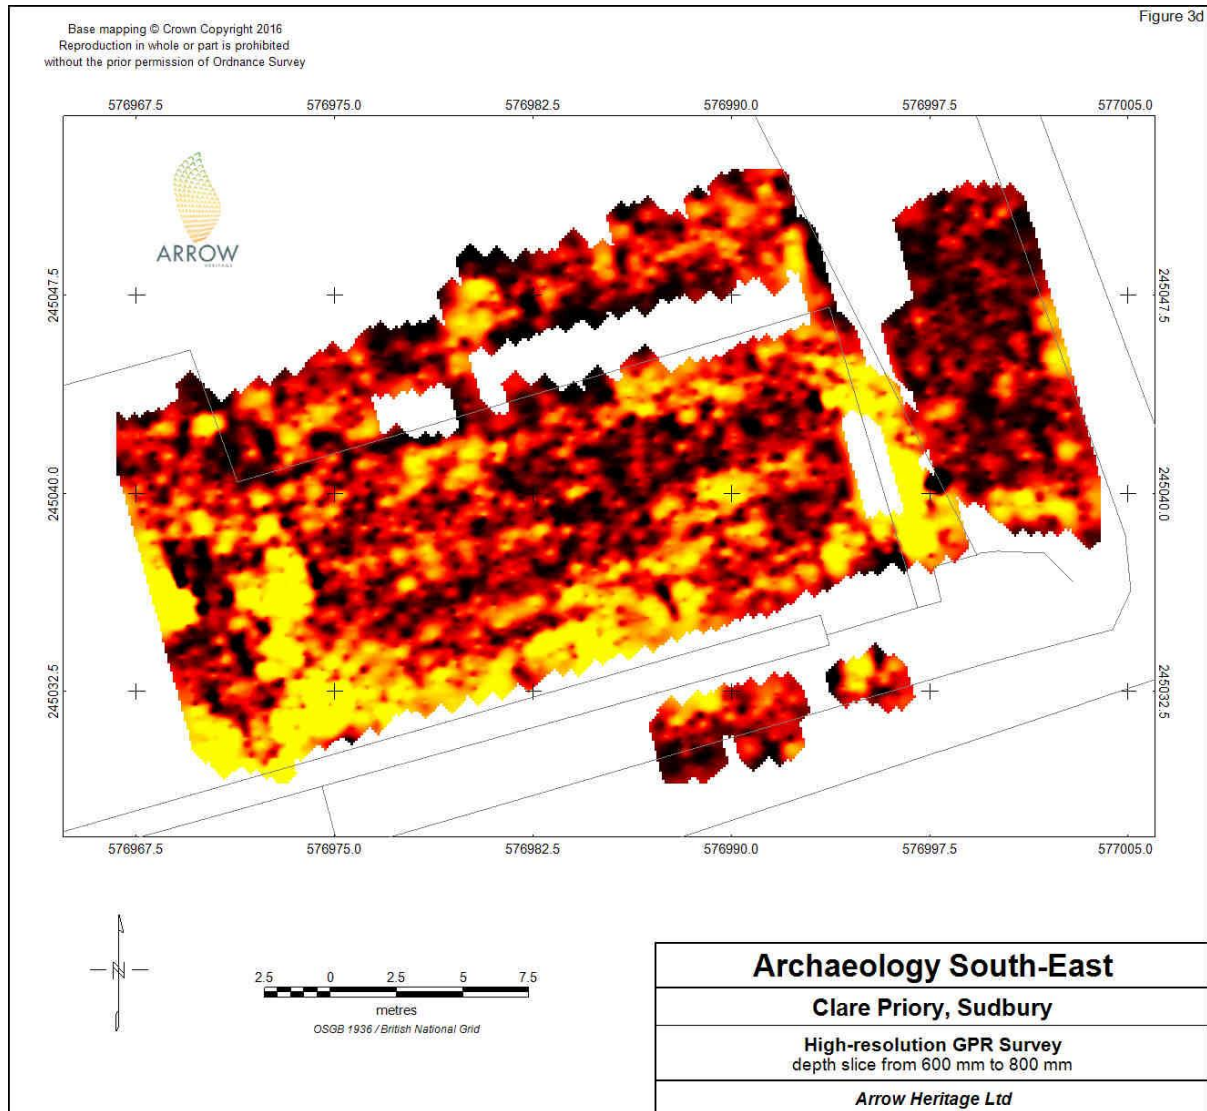 Figure 3d
Base mapping © Crown Copyright 2016
Reproduction in whole or part is prohibited
without the prior permission of Ordnance Survey
576967.5 576975.0 576982.5 576990.0 576997.5 577005.0
ARROW
HERITAGE
245047.5 245047.5
245040.0 245040.0
245032.5 245032.5
576967.5 576975.0 576982.5 576990.0 576997.5 577005.0
N
2.5 0 2.5 5 7.5
metres
OSGB 1936 / British National Grid
Archaeology South-East
Clare Priory, Sudbury
High-resolution GPR Survey
depth slice from 600 mm to 800 mm
Arrow Heritage Ltd